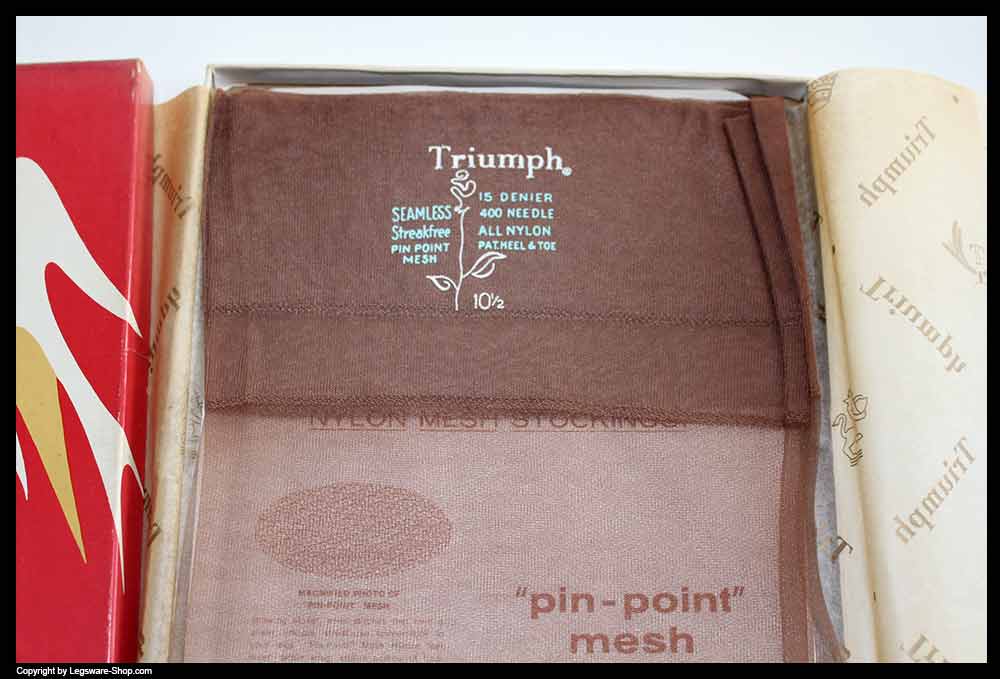 Triumph®
SEAMLESS
Streakfree
PIN POINT
MESH
15 DENIER
400 NEEDLE
ALL NYLON
PAT.HEEL & TOE
10½
NYLON MESH STOCKINGS
MAGNIFIED PHOTO OF
"PIN-POINT" MESH
"pin-point"
mesh
Triumph
Triumph
Triumph
Triumph
Copyright by Legsware-Shop.com